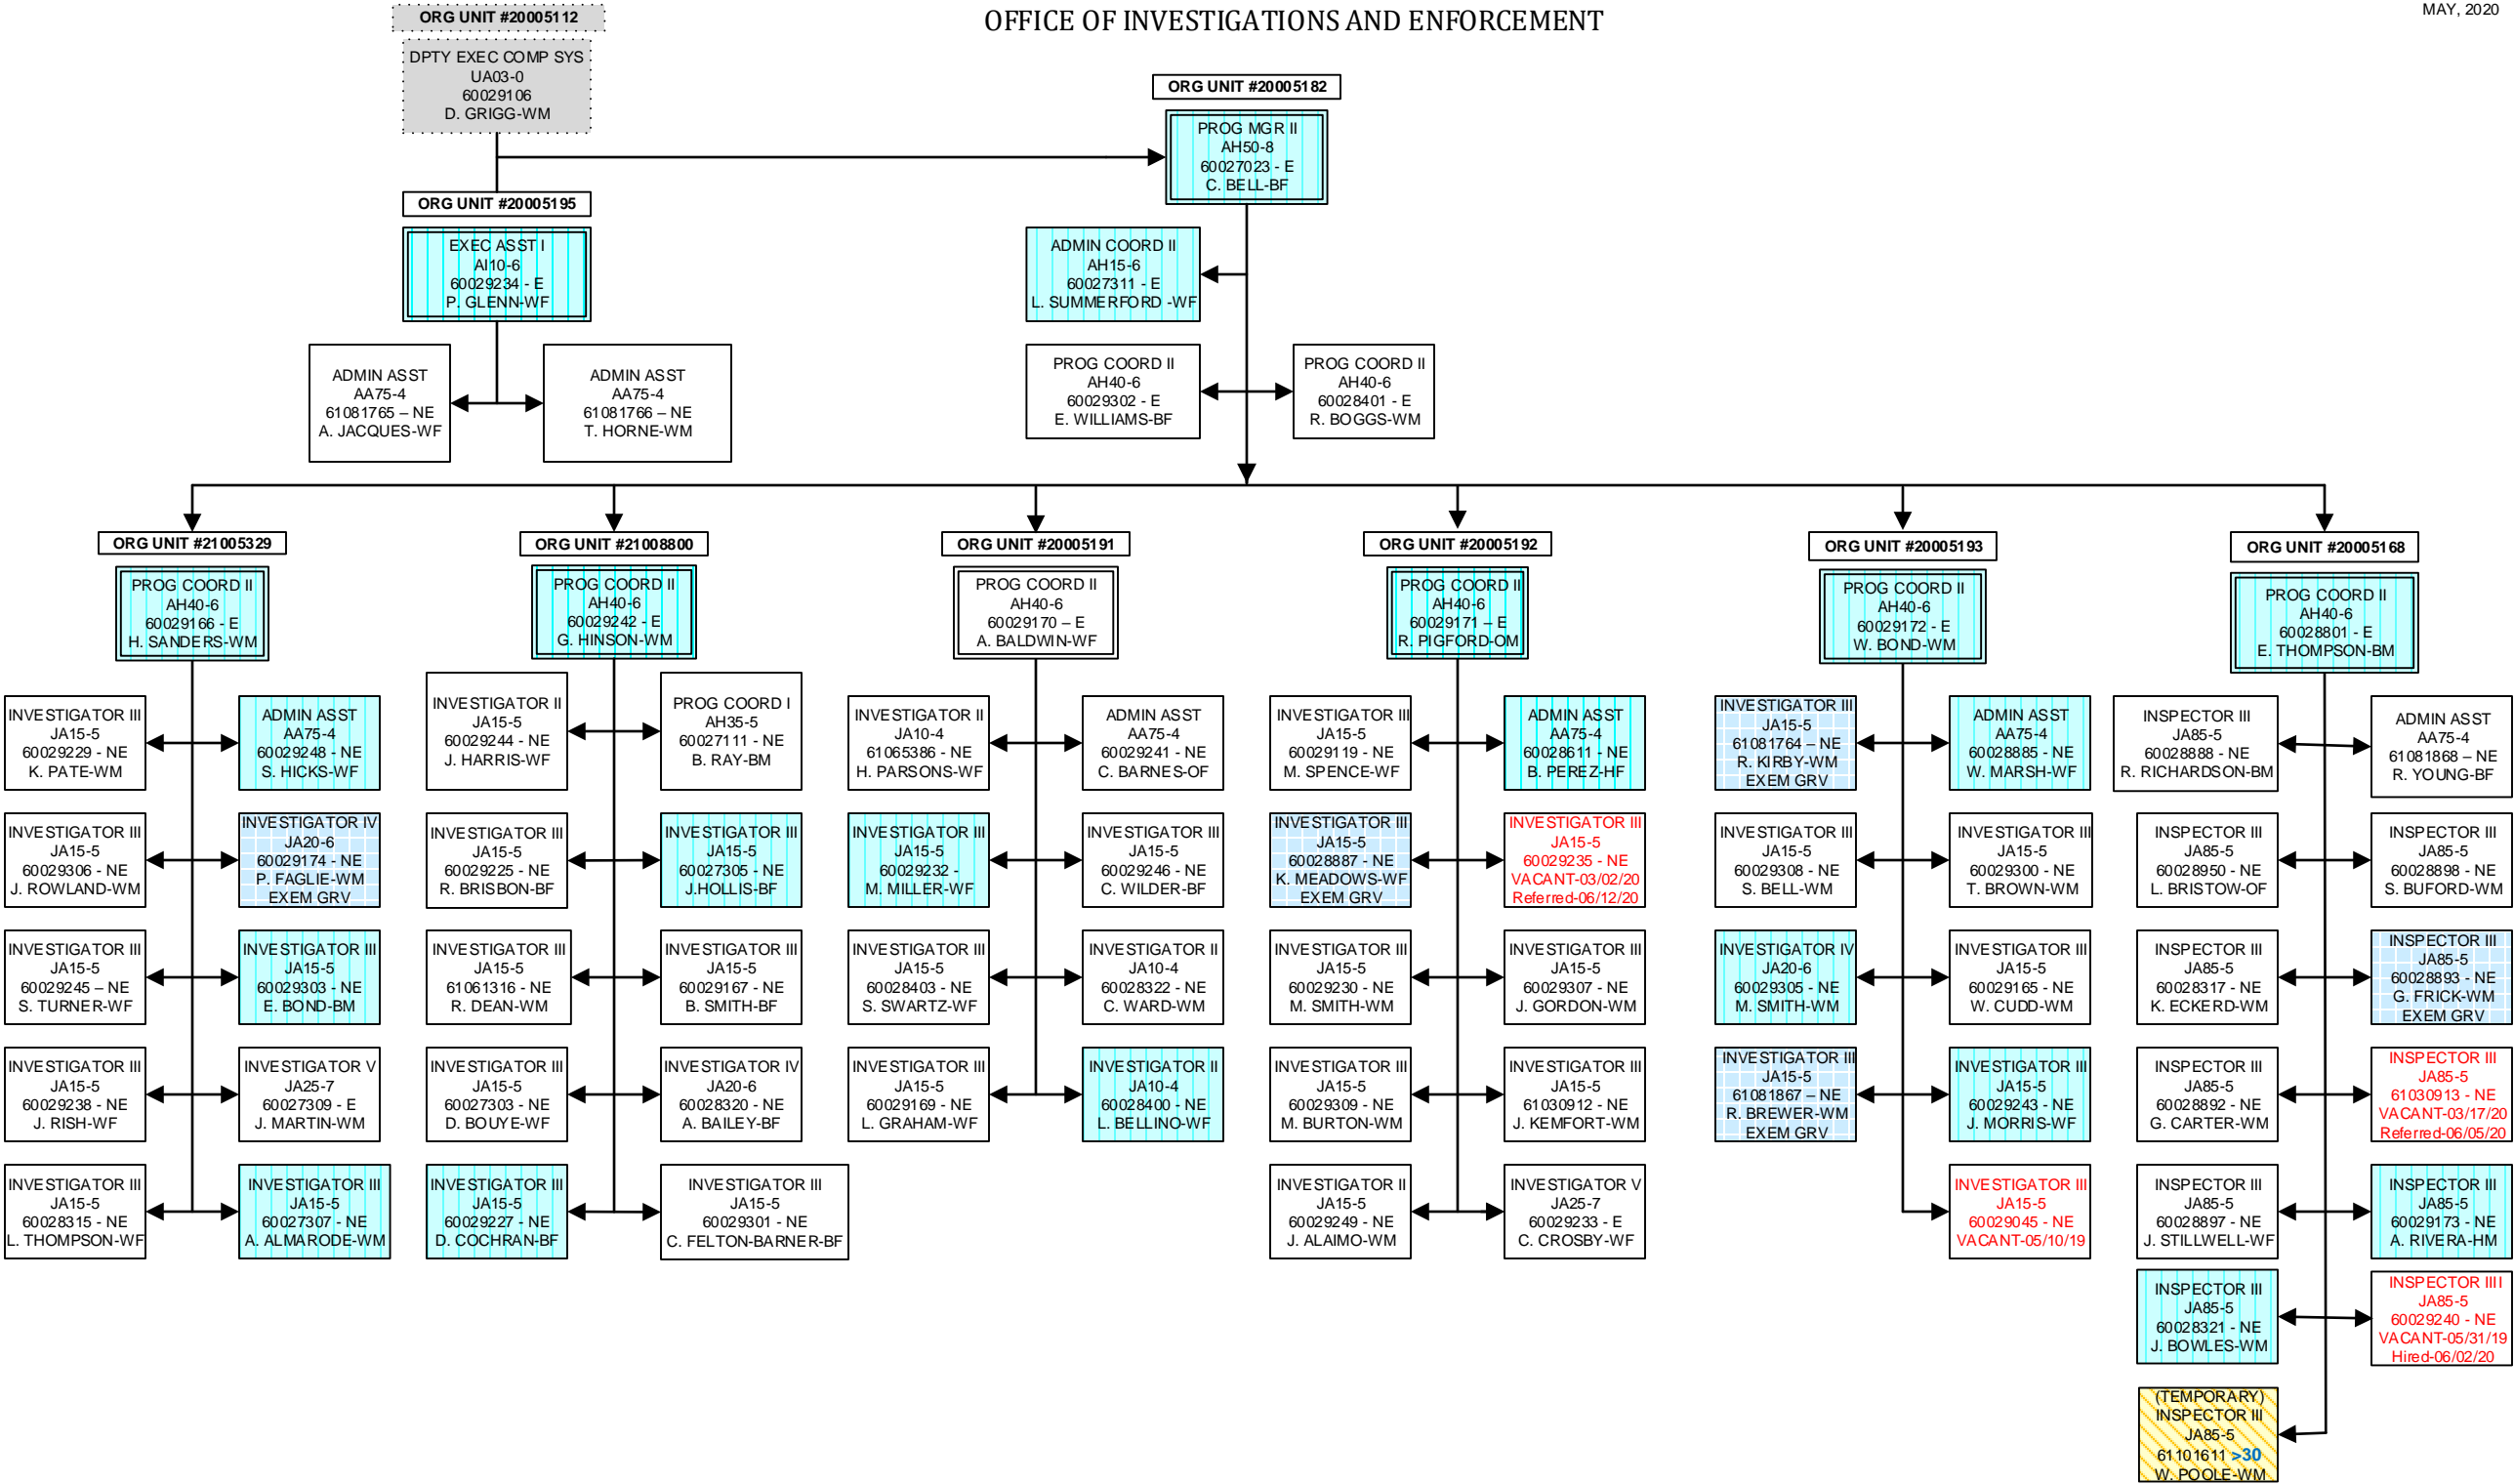 OFFICE OF INVESTIGATIONS AND ENFORCEMENT
MAY, 2020
ORG UNIT #20005112
DPTY EXEC COMP SYS
UA03-0
60029106
D. GRIGG-WM
ORG UNIT #20005182
PROG MGR II
AH50-8
60027023 - E
C. BELL-BF
ORG UNIT #20005195
EXEC ASST I
AI10-6
60029234 - E
P. GLENN-WF
ADMIN COORD II
AH15-6
60027311 - E
L. SUMMERFORD -WF
ADMIN ASST
AA75-4
61081765 – NE
A. JACQUES-WF
ADMIN ASST
AA75-4
61081766 – NE
T. HORNE-WM
PROG COORD II
AH40-6
60029302 - E
E. WILLIAMS-BF
PROG COORD II
AH40-6
60028401 - E
R. BOGGS-WM
ORG UNIT #21005329
PROG COORD II
AH40-6
60029166 - E
H. SANDERS-WM
INVESTIGATOR III
JA15-5
60029229 - NE
K. PATE-WM
ADMIN ASST
AA75-4
60029248 - NE
S. HICKS-WF
INVESTIGATOR III
JA15-5
60029306 - NE
J. ROWLAND-WM
INVESTIGATOR IV
JA20-6
60029174 - NE
P. FAGLIE-WM
EXEM GRV
INVESTIGATOR III
JA15-5
60029245 – NE
S. TURNER-WF
INVESTIGATOR III
JA15-5
60029303 - NE
E. BOND-BM
INVESTIGATOR III
JA15-5
60029238 - NE
J. RISH-WF
INVESTIGATOR V
JA25-7
60027309 - E
J. MARTIN-WM
INVESTIGATOR III
JA15-5
60028315 - NE
L. THOMPSON-WF
INVESTIGATOR III
JA15-5
60027307 - NE
A. ALMARODE-WM
ORG UNIT #21008800
PROG COORD II
AH40-6
60029242 - E
G. HINSON-WM
INVESTIGATOR II
JA15-5
60029244 - NE
J. HARRIS-WF
PROG COORD I
AH35-5
60027111 - NE
B. RAY-BM
INVESTIGATOR III
JA15-5
60029225 - NE
R. BRISBON-BF
INVESTIGATOR III
JA15-5
60027305 - NE
J.HOLLIS-BF
INVESTIGATOR III
JA15-5
61061316 - NE
R. DEAN-WM
INVESTIGATOR III
JA15-5
60029167 - NE
B. SMITH-BF
INVESTIGATOR III
JA15-5
60027303 - NE
D. BOUYE-WF
INVESTIGATOR IV
JA20-6
60028320 - NE
A. BAILEY-BF
INVESTIGATOR III
JA15-5
60029227 - NE
D. COCHRAN-BF
INVESTIGATOR III
JA15-5
60029301 - NE
C. FELTON-BARNER-BF
ORG UNIT #20005191
PROG COORD II
AH40-6
60029170 – E
A. BALDWIN-WF
INVESTIGATOR II
JA10-4
61065386 - NE
H. PARSONS-WF
ADMIN ASST
AA75-4
60029241 - NE
C. BARNES-OF
INVESTIGATOR III
JA15-5
60029232 -
M. MILLER-WF
INVESTIGATOR III
JA15-5
60029246 - NE
C. WILDER-BF
INVESTIGATOR III
JA15-5
60028403 - NE
S. SWARTZ-WF
INVESTIGATOR II
JA10-4
60028322 - NE
C. WARD-WM
INVESTIGATOR III
JA15-5
60029169 - NE
L. GRAHAM-WF
INVESTIGATOR II
JA10-4
60028400 - NE
L. BELLINO-WF
ORG UNIT #20005192
PROG COORD II
AH40-6
60029171 – E
R. PIGFORD-OM
INVESTIGATOR III
JA15-5
60029119 - NE
M. SPENCE-WF
ADMIN ASST
AA75-4
60028611 - NE
B. PEREZ-HF
INVESTIGATOR III
JA15-5
60028887 - NE
K. MEADOWS-WF
EXEM GRV
INVESTIGATOR III
JA15-5
60029235 - NE
VACANT-03/02/20
Referred-06/12/20
INVESTIGATOR III
JA15-5
60029230 - NE
M. SMITH-WM
INVESTIGATOR III
JA15-5
60029307 - NE
J. GORDON-WM
INVESTIGATOR III
JA15-5
60029309 - NE
M. BURTON-WM
INVESTIGATOR III
JA15-5
61030912 - NE
J. KEMFORT-WM
INVESTIGATOR II
JA15-5
60029249 - NE
J. ALAIMO-WM
INVESTIGATOR V
JA25-7
60029233 - E
C. CROSBY-WF
ORG UNIT #20005193
PROG COORD II
AH40-6
60029172 - E
W. BOND-WM
INVESTIGATOR III
JA15-5
61081764 – NE
R. KIRBY-WM
EXEM GRV
ADMIN ASST
AA75-4
60028885 - NE
W. MARSH-WF
INVESTIGATOR III
JA15-5
60029308 - NE
S. BELL-WM
INVESTIGATOR III
JA15-5
60029300 - NE
T. BROWN-WM
INVESTIGATOR IV
JA20-6
60029305 - NE
M. SMITH-WM
INVESTIGATOR III
JA15-5
60029165 - NE
W. CUDD-WM
INVESTIGATOR III
JA15-5
61081867 – NE
R. BREWER-WM
EXEM GRV
INVESTIGATOR III
JA15-5
60029243 - NE
J. MORRIS-WF
INVESTIGATOR III
JA15-5
60029045 - NE
VACANT-05/10/19
ORG UNIT #20005168
PROG COORD II
AH40-6
60028801 - E
E. THOMPSON-BM
INSPECTOR III
JA85-5
60028888 - NE
R. RICHARDSON-BM
ADMIN ASST
AA75-4
61081868 – NE
R. YOUNG-BF
INSPECTOR III
JA85-5
60028950 - NE
L. BRISTOW-OF
INSPECTOR III
JA85-5
60028898 - NE
S. BUFORD-WM
INSPECTOR III
JA85-5
60028317 - NE
K. ECKERD-WM
INSPECTOR III
JA85-5
60028893 - NE
G. FRICK-WM
EXEM GRV
INSPECTOR III
JA85-5
60028892 - NE
G. CARTER-WM
INSPECTOR III
JA85-5
61030913 - NE
VACANT-03/17/20
Referred-06/05/20
INSPECTOR III
JA85-5
60028897 - NE
J. STILLWELL-WF
INSPECTOR III
JA85-5
60029173 - NE
A. RIVERA-HM
INSPECTOR III
JA85-5
60028321 - NE
J. BOWLES-WM
INSPECTOR IIII
JA85-5
60029240 - NE
VACANT-05/31/19
Hired-06/02/20
(TEMPORARY)
INSPECTOR III
JA85-5
61101611 >30
W. POOLE-WM